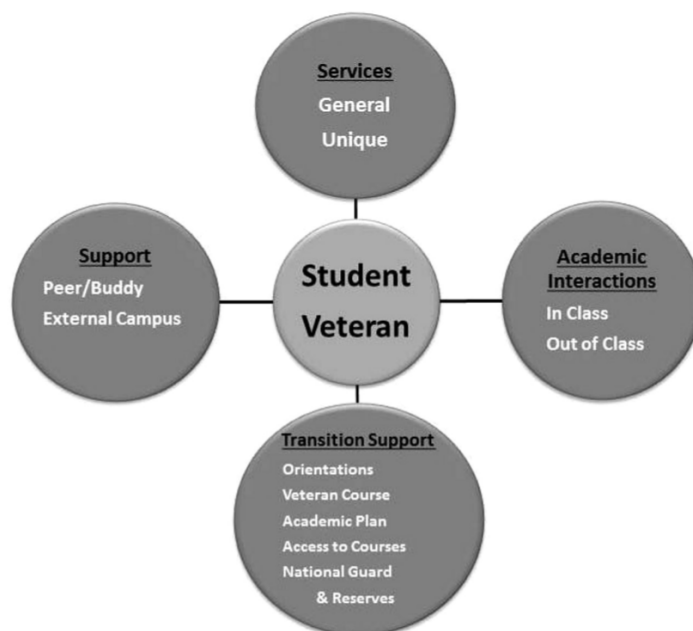 Services
General
Unique
Support
Peer/Buddy
External Campus
Student
Veteran
Academic
Interactions
In Class
Out of Class
Transition Support
Orientations
Veteran Course
Academic Plan
Access to Courses
National Guard
& Reserves